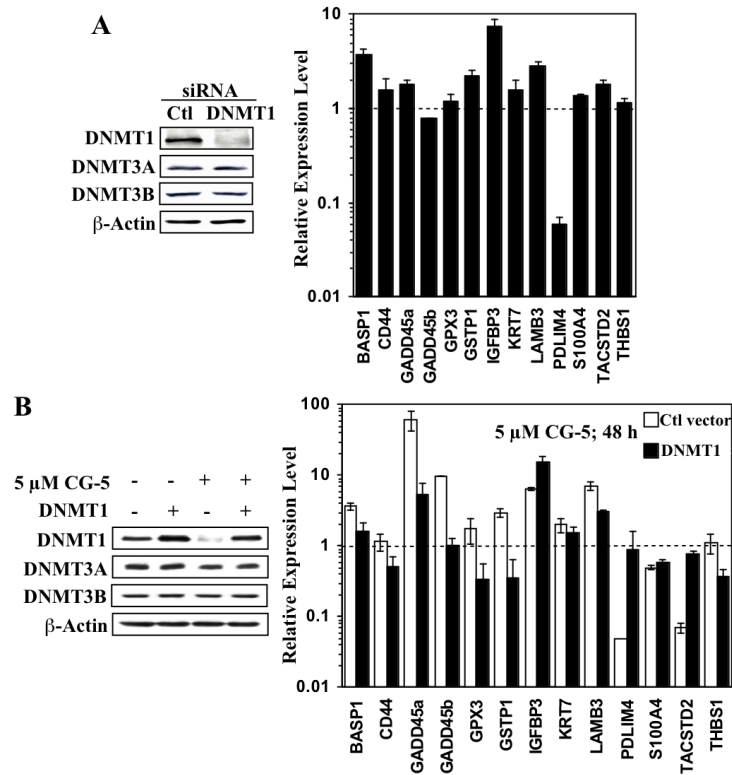 A
siRNA
Ctl DNMT1
DNMT1
DNMT3A
DNMT3B
β-Actin
Relative Expression Level
10
1
0.1
0.01
BASP1
CD44
GADD45a
GADD45b
GPX3
GSTP1
IGFBP3
KRT7
LAMB3
PDLIM4
S100A4
TACSTD2
THBS1
B
5 µM CG-5 - - + +
DNMT1 - + - +
DNMT1
DNMT3A
DNMT3B
β-Actin
Relative Expression Level
100
10
1
0.1
0.01
5 µM CG-5; 48 h
Ctl vector
DNMT1
BASP1
CD44
GADD45a
GADD45b
GPX3
GSTP1
IGFBP3
KRT7
LAMB3
PDLIM4
S100A4
TACSTD2
THBS1